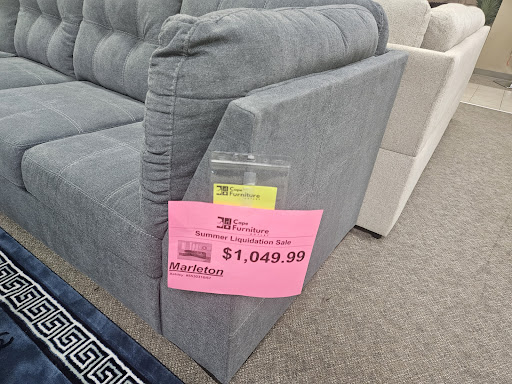 Cape
Furniture
Cape
Furniture
Summer Liquidation Sale
$1,049.99
Marleton